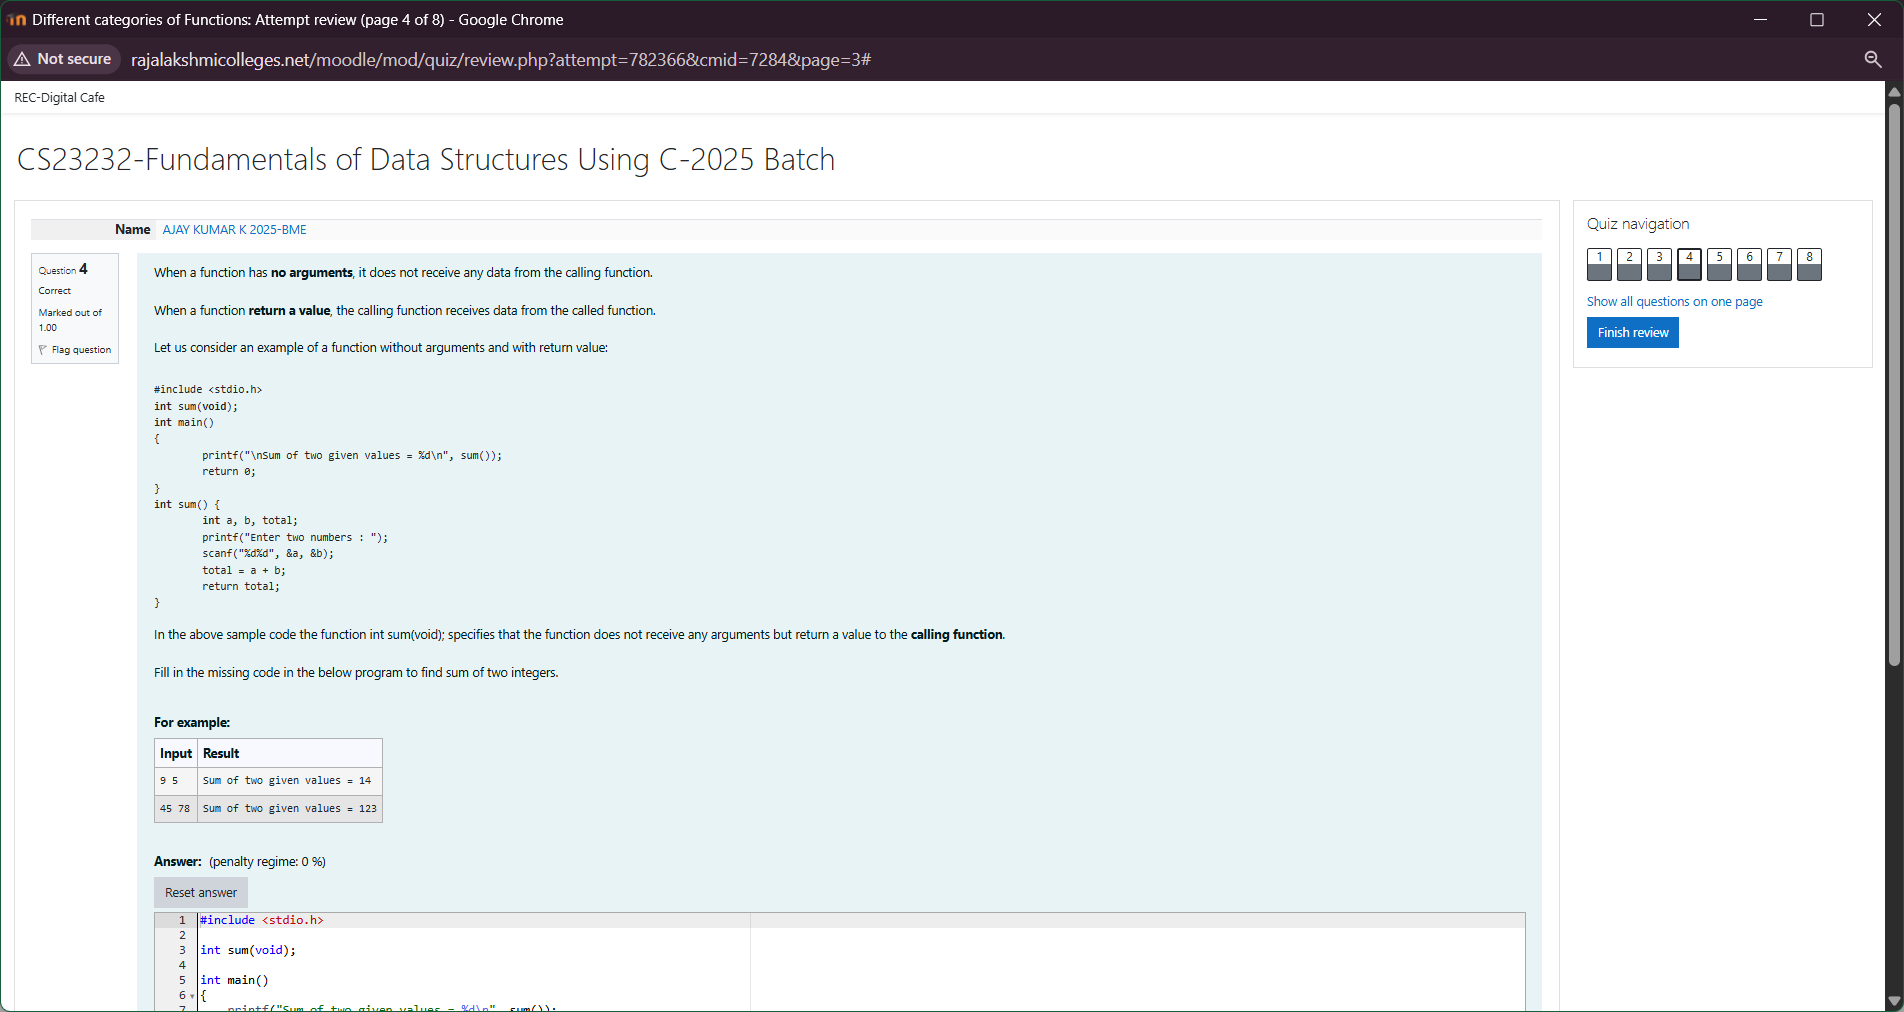 Different categories of Functions: Attempt review (page 4 of 8) - Google Chrome
Not secure
rajalakshmicolleges.net/moodle/mod/quiz/review.php?attempt=782366&cmid=7284&page=3#
REC-Digital Cafe
CS23232-Fundamentals of Data Structures Using C-2025 Batch
Name AJAY KUMAR K 2025-BME
Question 4
Correct
Marked out of
1.00
Flag question
When a function has no arguments, it does not receive any data from the calling function.
When a function return a value, the calling function receives data from the called function.
Let us consider an example of a function without arguments and with return value:
#include <stdio.h>
int sum(void);
int main()
{
printf("\nSum of two given values = %d\n", sum());
return 0;
}
int sum() {
int a, b, total;
printf("Enter two numbers : ");
scanf("%d%d", &a, &b);
total = a + b;
return total;
}
In the above sample code the function int sum(void); specifies that the function does not receive any arguments but return a value to the calling function.
Fill in the missing code in the below program to find sum of two integers.
For example:
Input Result
9 5 Sum of two given values = 14
45 78 Sum of two given values = 123
Answer: (penalty regime: 0 %)
Reset answer
1 #include <stdio.h>
2
3 int sum(void);
4
5 int main()
6 {
7 printf("Sum of two given values = %d\n", sum());
Quiz navigation
1 2 3 4 5 6 7 8
Show all questions on one page
Finish review